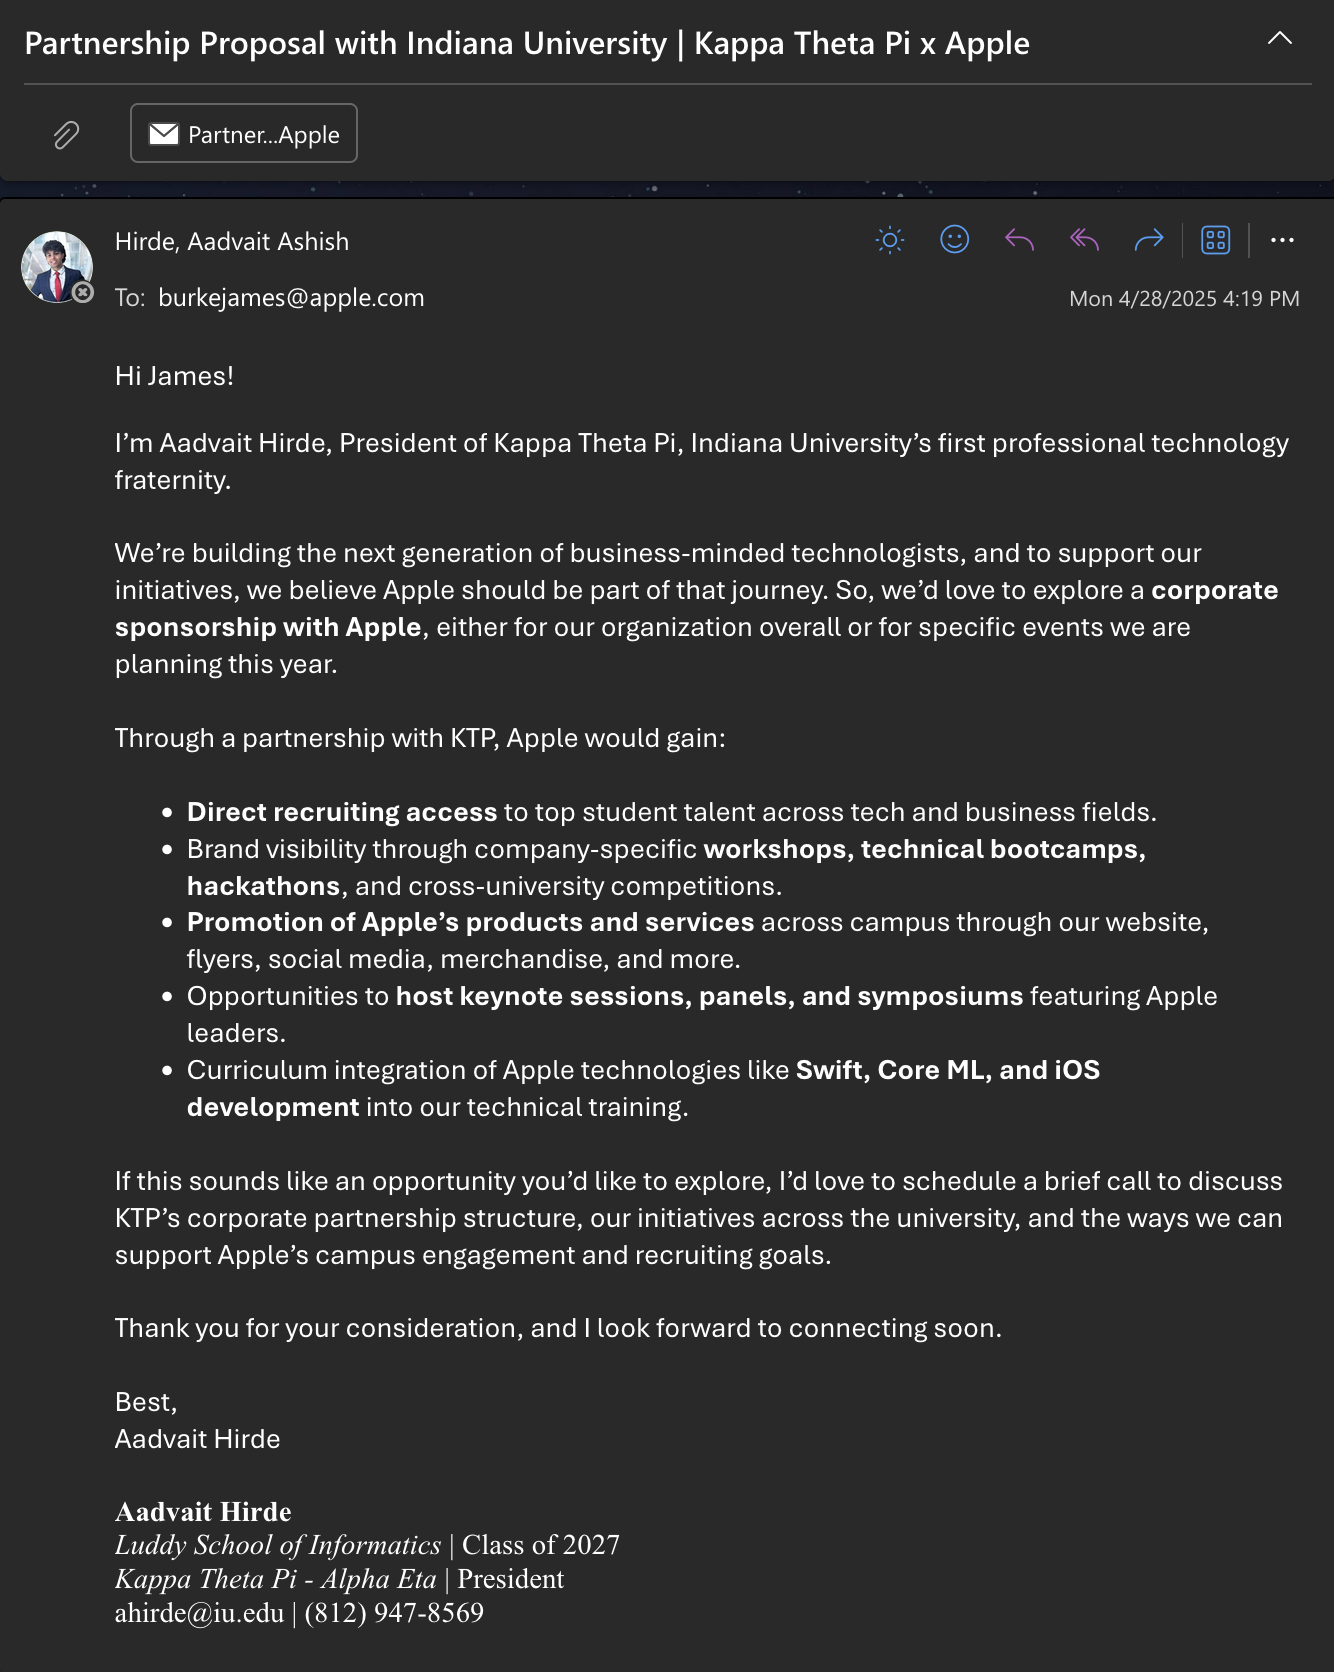 Partnership Proposal with Indiana University | Kappa Theta Pi x Apple
Partner...Apple
Hirde, Aadvait Ashish
To: burkejames@apple.com
Mon 4/28/2025 4:19 PM
Hi James!
I’m Aadvait Hirde, President of Kappa Theta Pi, Indiana University’s first professional technology
fraternity.
We’re building the next generation of business-minded technologists, and to support our
initiatives, we believe Apple should be part of that journey. So, we’d love to explore a corporate
sponsorship with Apple, either for our organization overall or for specific events we are
planning this year.
Through a partnership with KTP, Apple would gain:
• Direct recruiting access to top student talent across tech and business fields.
• Brand visibility through company-specific workshops, technical bootcamps,
hackathons, and cross-university competitions.
• Promotion of Apple’s products and services across campus through our website,
flyers, social media, merchandise, and more.
• Opportunities to host keynote sessions, panels, and symposiums featuring Apple
leaders.
• Curriculum integration of Apple technologies like Swift, Core ML, and iOS
development into our technical training.
If this sounds like an opportunity you’d like to explore, I’d love to schedule a brief call to discuss
KTP’s corporate partnership structure, our initiatives across the university, and the ways we can
support Apple’s campus engagement and recruiting goals.
Thank you for your consideration, and I look forward to connecting soon.
Best,
Aadvait Hirde
Aadvait Hirde
Luddy School of Informatics | Class of 2027
Kappa Theta Pi - Alpha Eta | President
ahirde@iu.edu | (812) 947-8569